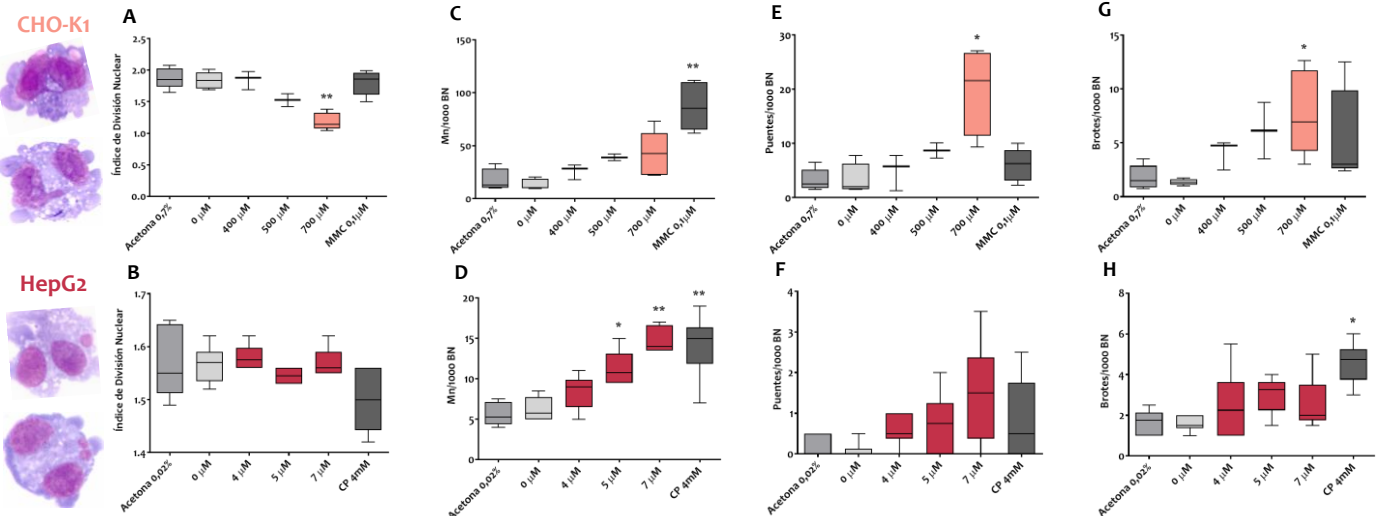 CHO-K1
A
Índice de División Nuclear
2.5
2.0
1.5
1.0
2.5
0.0
**
Acetona 0,7%
0 µM
400 µM
500 µM
700 µM
MMC 0,1µM
C
Mn/1000 BN
150
100
50
0
**
Acetona 0,7%
0 µM
400 µM
500 µM
700 µM
MMC 0,1µM
E
Puentes/1000 BN
30
20
10
0
*
Acetona 0,7%
0 µM
400 µM
500 µM
700 µM
MMC 0,1µM
G
Brotes/1000 BN
15
10
5
0
*
Acetona 0,7%
0 µM
400 µM
500 µM
700 µM
MMC 0,1µM
HepG2
B
Índice de División Nuclear
1.7
1.6
1.5
1.4
Acetona 0,02%
0 µM
4 µM
5 µM
7 µM
CP 4mM
D
Mn/1000 BN
20
15
10
5
0
*
**
**
Acetona 0,02%
0 µM
4 µM
5 µM
7 µM
CP 4mM
F
Puentes/1000 BN
4
3
2
1
0
Acetona 0,02%
0 µM
4 µM
5 µM
7 µM
CP 4mM
H
Brotes/1000 BN
8
6
4
2
0
*
Acetona 0,02%
0 µM
4 µM
5 µM
7 µM
CP 4mM